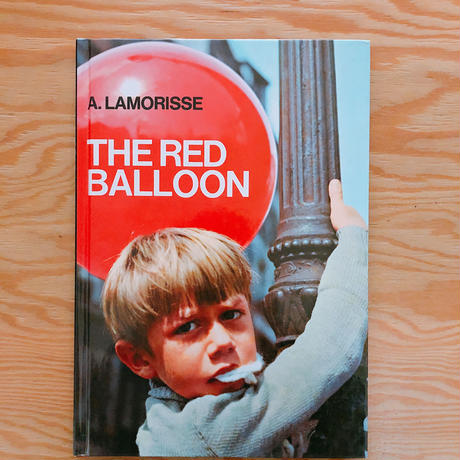 A. LAMORISSE
THE RED
BALLOON